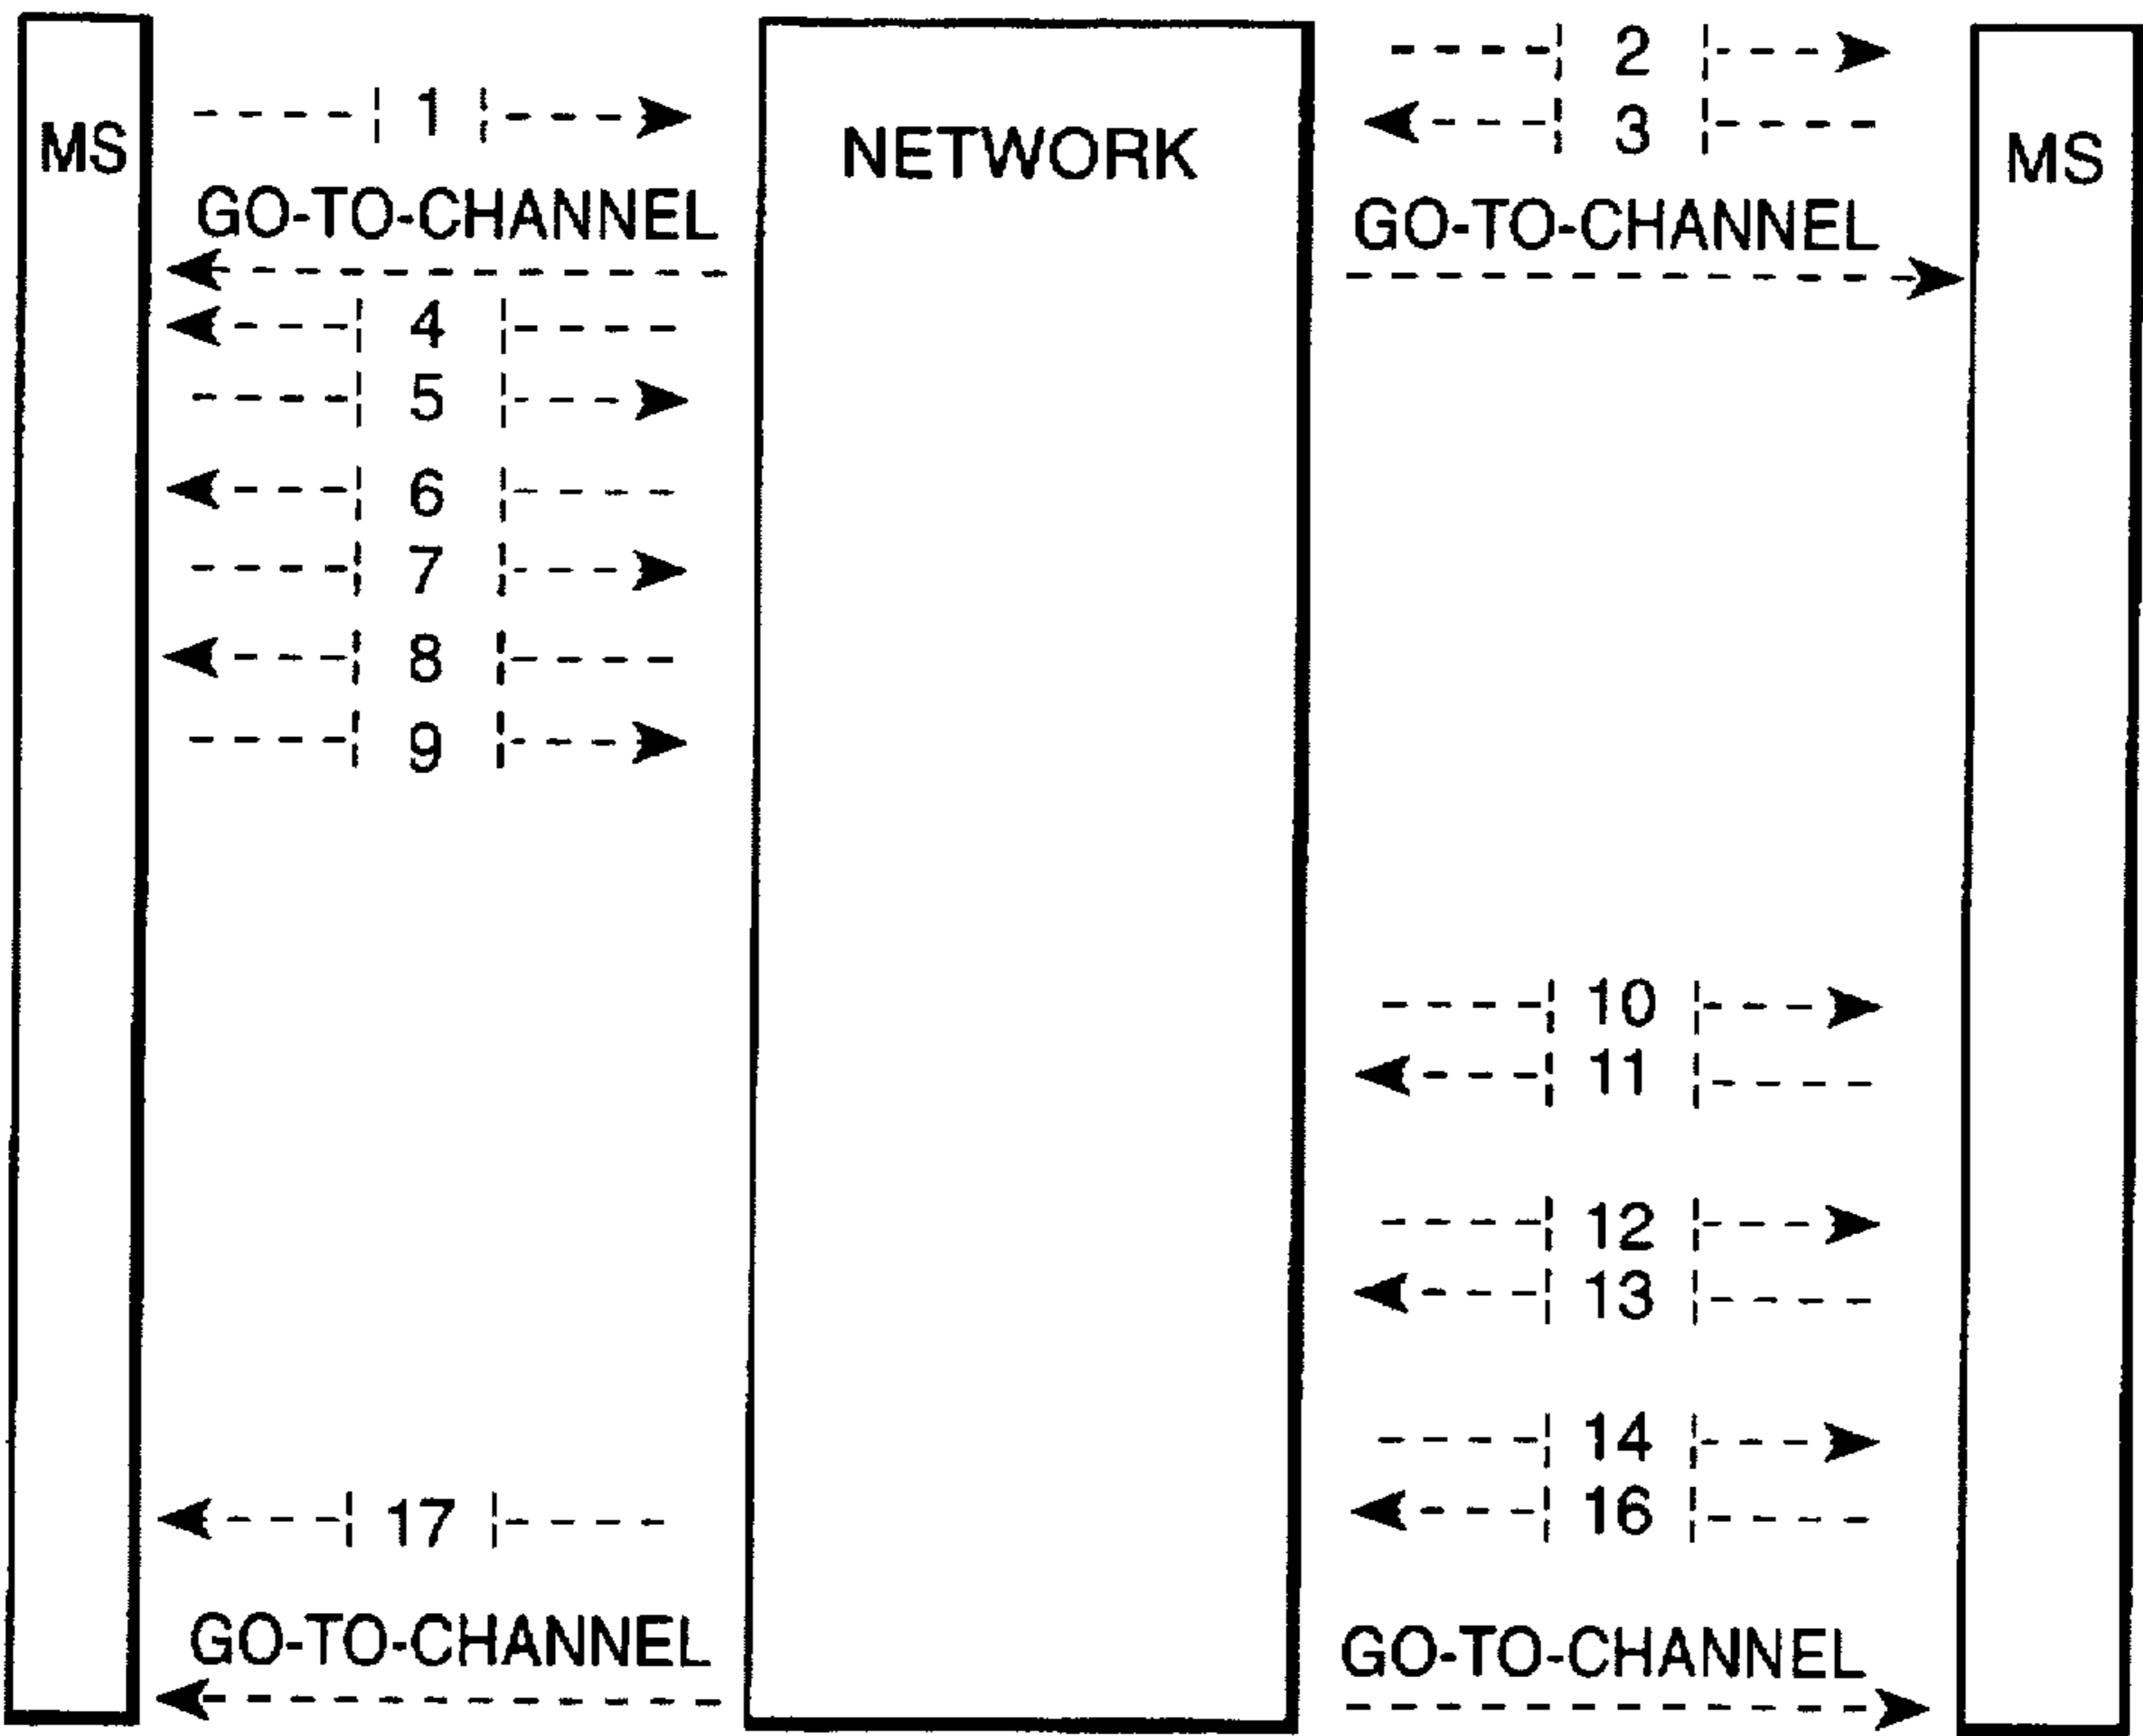 MS
NETWORK
MS
1
2
3
GO-TO-CHANNEL
GO-TO-CHANNEL
4
5
6
7
8
9
10
11
12
13
14
16
17
GO-TO-CHANNEL
GO-TO-CHANNEL